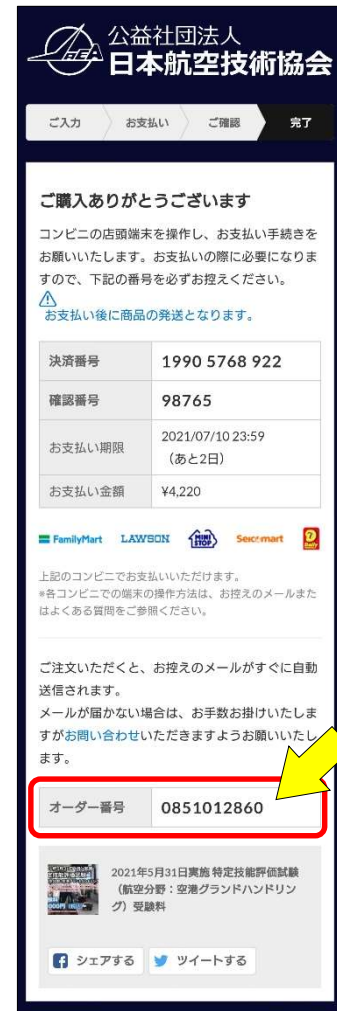 公益社団法人
日本航空技術協会
ご入力
お支払い
ご確認
完了
ご購入ありがとうございます
コンビニの店頭端末を操作し、お支払い手続きを
お願いいたします。お支払いの際に必要になりま
すので、下記の番号を必ずお控えください。
お支払い後に商品の発送となります。
決済番号 1990 5768 922
確認番号 98765
お支払い期限 2021/07/10 23:59
（あと2日）
お支払い金額 ¥4,220
FamilyMart LAWSON MINI STOP Seicomart Daily
上記のコンビニでお支払いいただけます。
※各コンビニでの端末の操作方法は、お控えのメールまた
はよくある質問をご参照ください。
ご注文いただくと、お控えのメールがすぐに自動
送信されます。
メールが届かない場合は、お手数お掛けいたしま
すがお問い合わせいただきますようお願いいたし
ます。
オーダー番号 0851012860
2021年5月31日実施 特定技能評価試験
（航空分野：空港グランドハンドリン
グ）受験料
シェアする
ツイートする